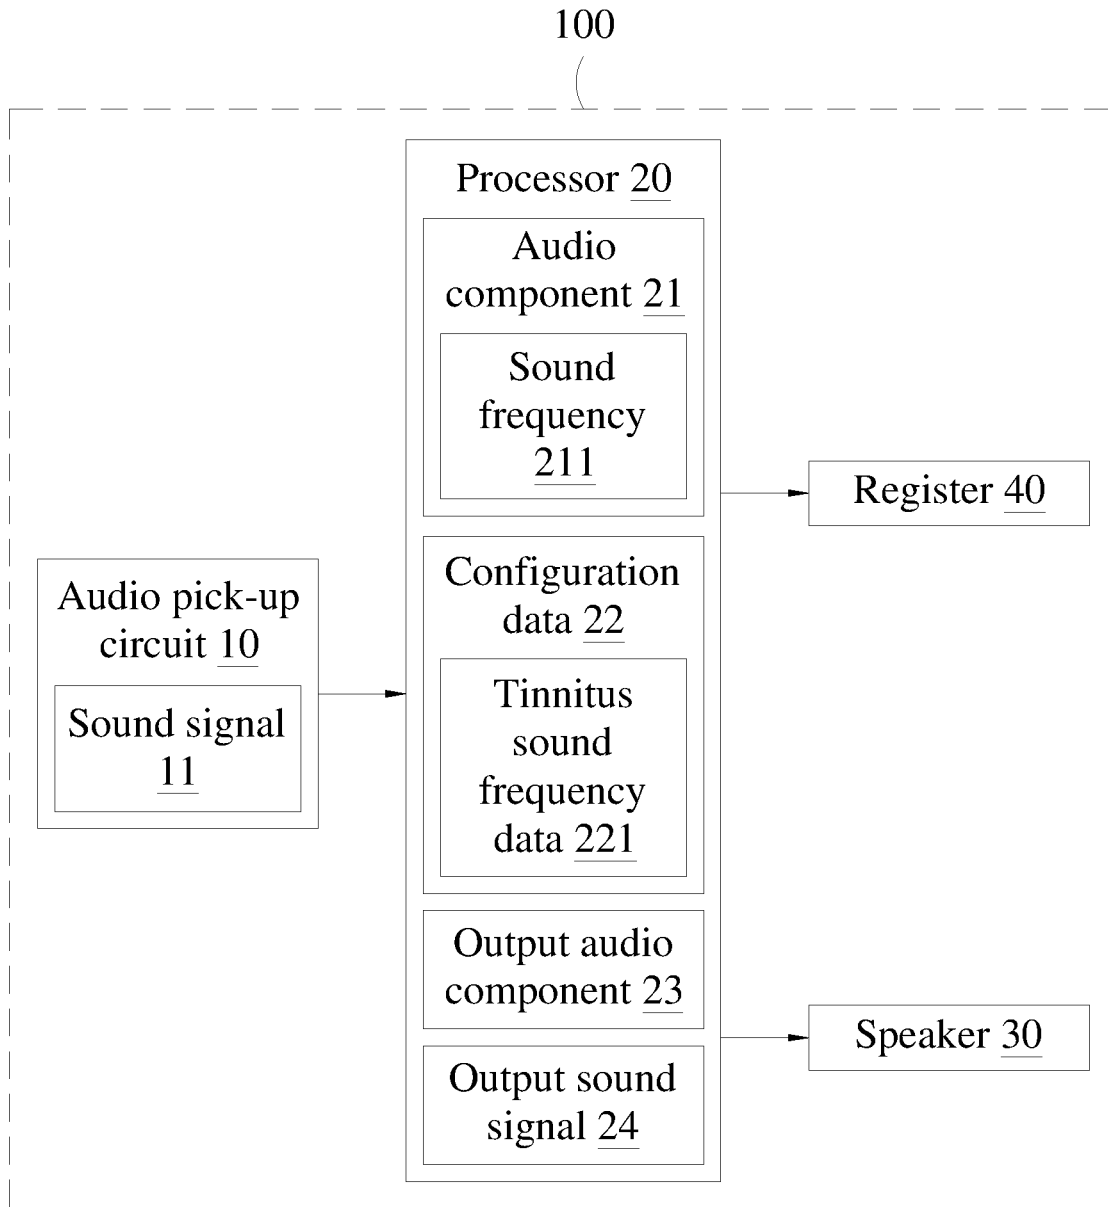 100
Processor 20
Audio
component 21
Sound
frequency
211
Register 40
Configuration
data 22
Audio pick-up
circuit 10
Sound signal
11
Tinnitus
sound
frequency
data 221
Output audio
component 23
Speaker 30
Output sound
signal 24